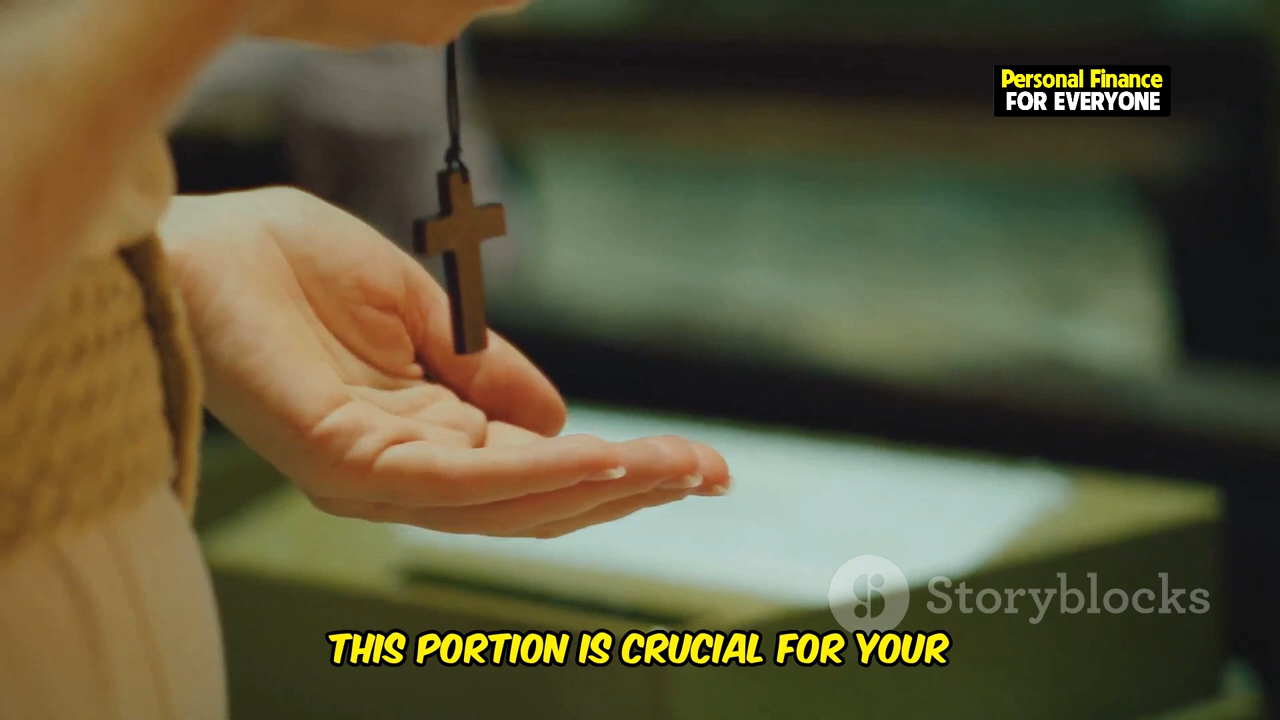 Personal Finance
FOR EVERYONE
Storyblocks
THIS PORTION IS CRUCIAL FOR YOUR